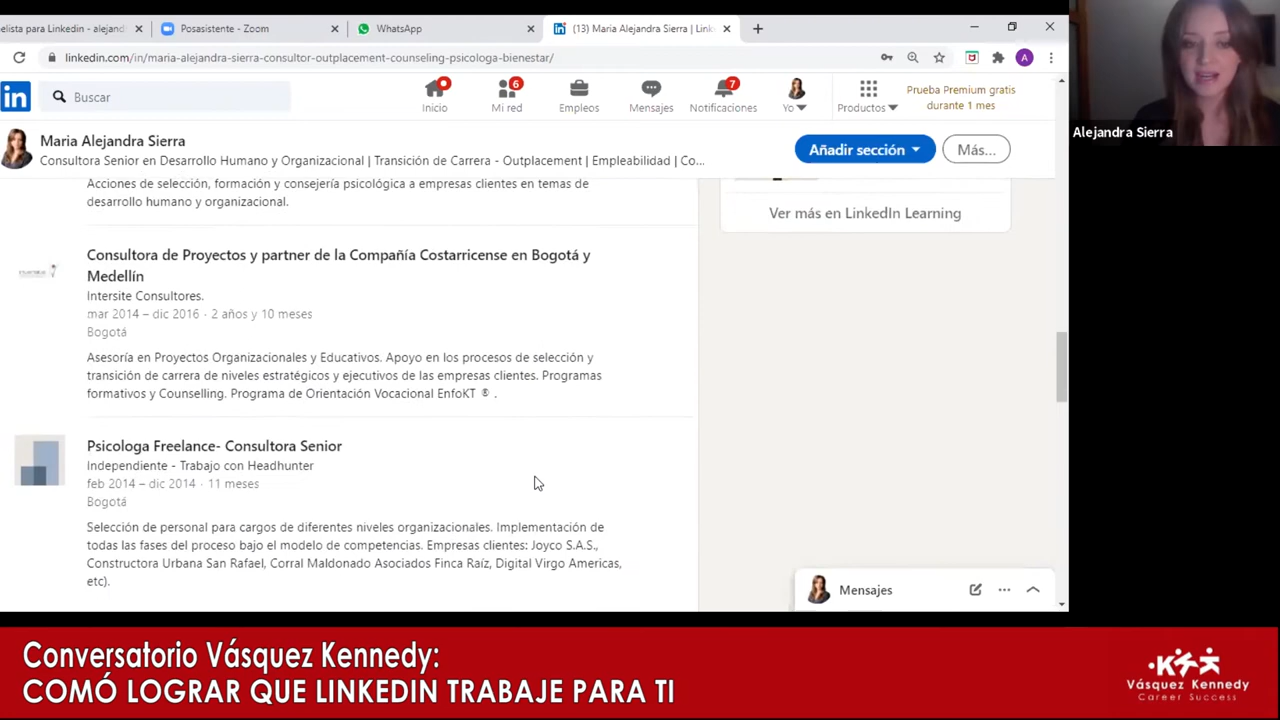 elista para Linkedin - alejand
Posasistente - Zoom
WhatsApp
(13) Maria Alejandra Sierra | Link
linkedin.com/in/maria-alejandra-sierra-consultor-outplacement-counseling-psicologa-bienestar/
A
in
Buscar
Inicio
6
Mi red
Empleos
Mensajes
7
Notificaciones
Yo
Productos
Prueba Premium gratis
durante 1 mes
Maria Alejandra Sierra
Consultora Senior en Desarrollo Humano y Organizacional | Transición de Carrera - Outplacement | Empleabilidad | Co...
Añadir sección
Más...
Alejandra Sierra
Acciones de selección, formación y consejería psicológica a empresas clientes en temas de
desarrollo humano y organizacional.
Ver más en LinkedIn Learning
Consultora de Proyectos y partner de la Compañía Costarricense en Bogotá y
Medellín
Intersite Consultores.
mar 2014 – dic 2016 · 2 años y 10 meses
Bogotá
Asesoría en Proyectos Organizacionales y Educativos. Apoyo en los procesos de selección y
transición de carrera de niveles estratégicos y ejecutivos de las empresas clientes. Programas
formativos y Counselling. Programa de Orientación Vocacional EnfoKT ® .
Psicologa Freelance- Consultora Senior
Independiente - Trabajo con Headhunter
feb 2014 – dic 2014 · 11 meses
Bogotá
Selección de personal para cargos de diferentes niveles organizacionales. Implementación de
todas las fases del proceso bajo el modelo de competencias. Empresas clientes: Joyco S.A.S.,
Constructora Urbana San Rafael, Corral Maldonado Asociados Finca Raíz, Digital Virgo Americas,
etc).
Mensajes
Conversatorio Vásquez Kennedy:
COMÓ LOGRAR QUE LINKEDIN TRABAJE PARA TI
Vásquez Kennedy
Career Success